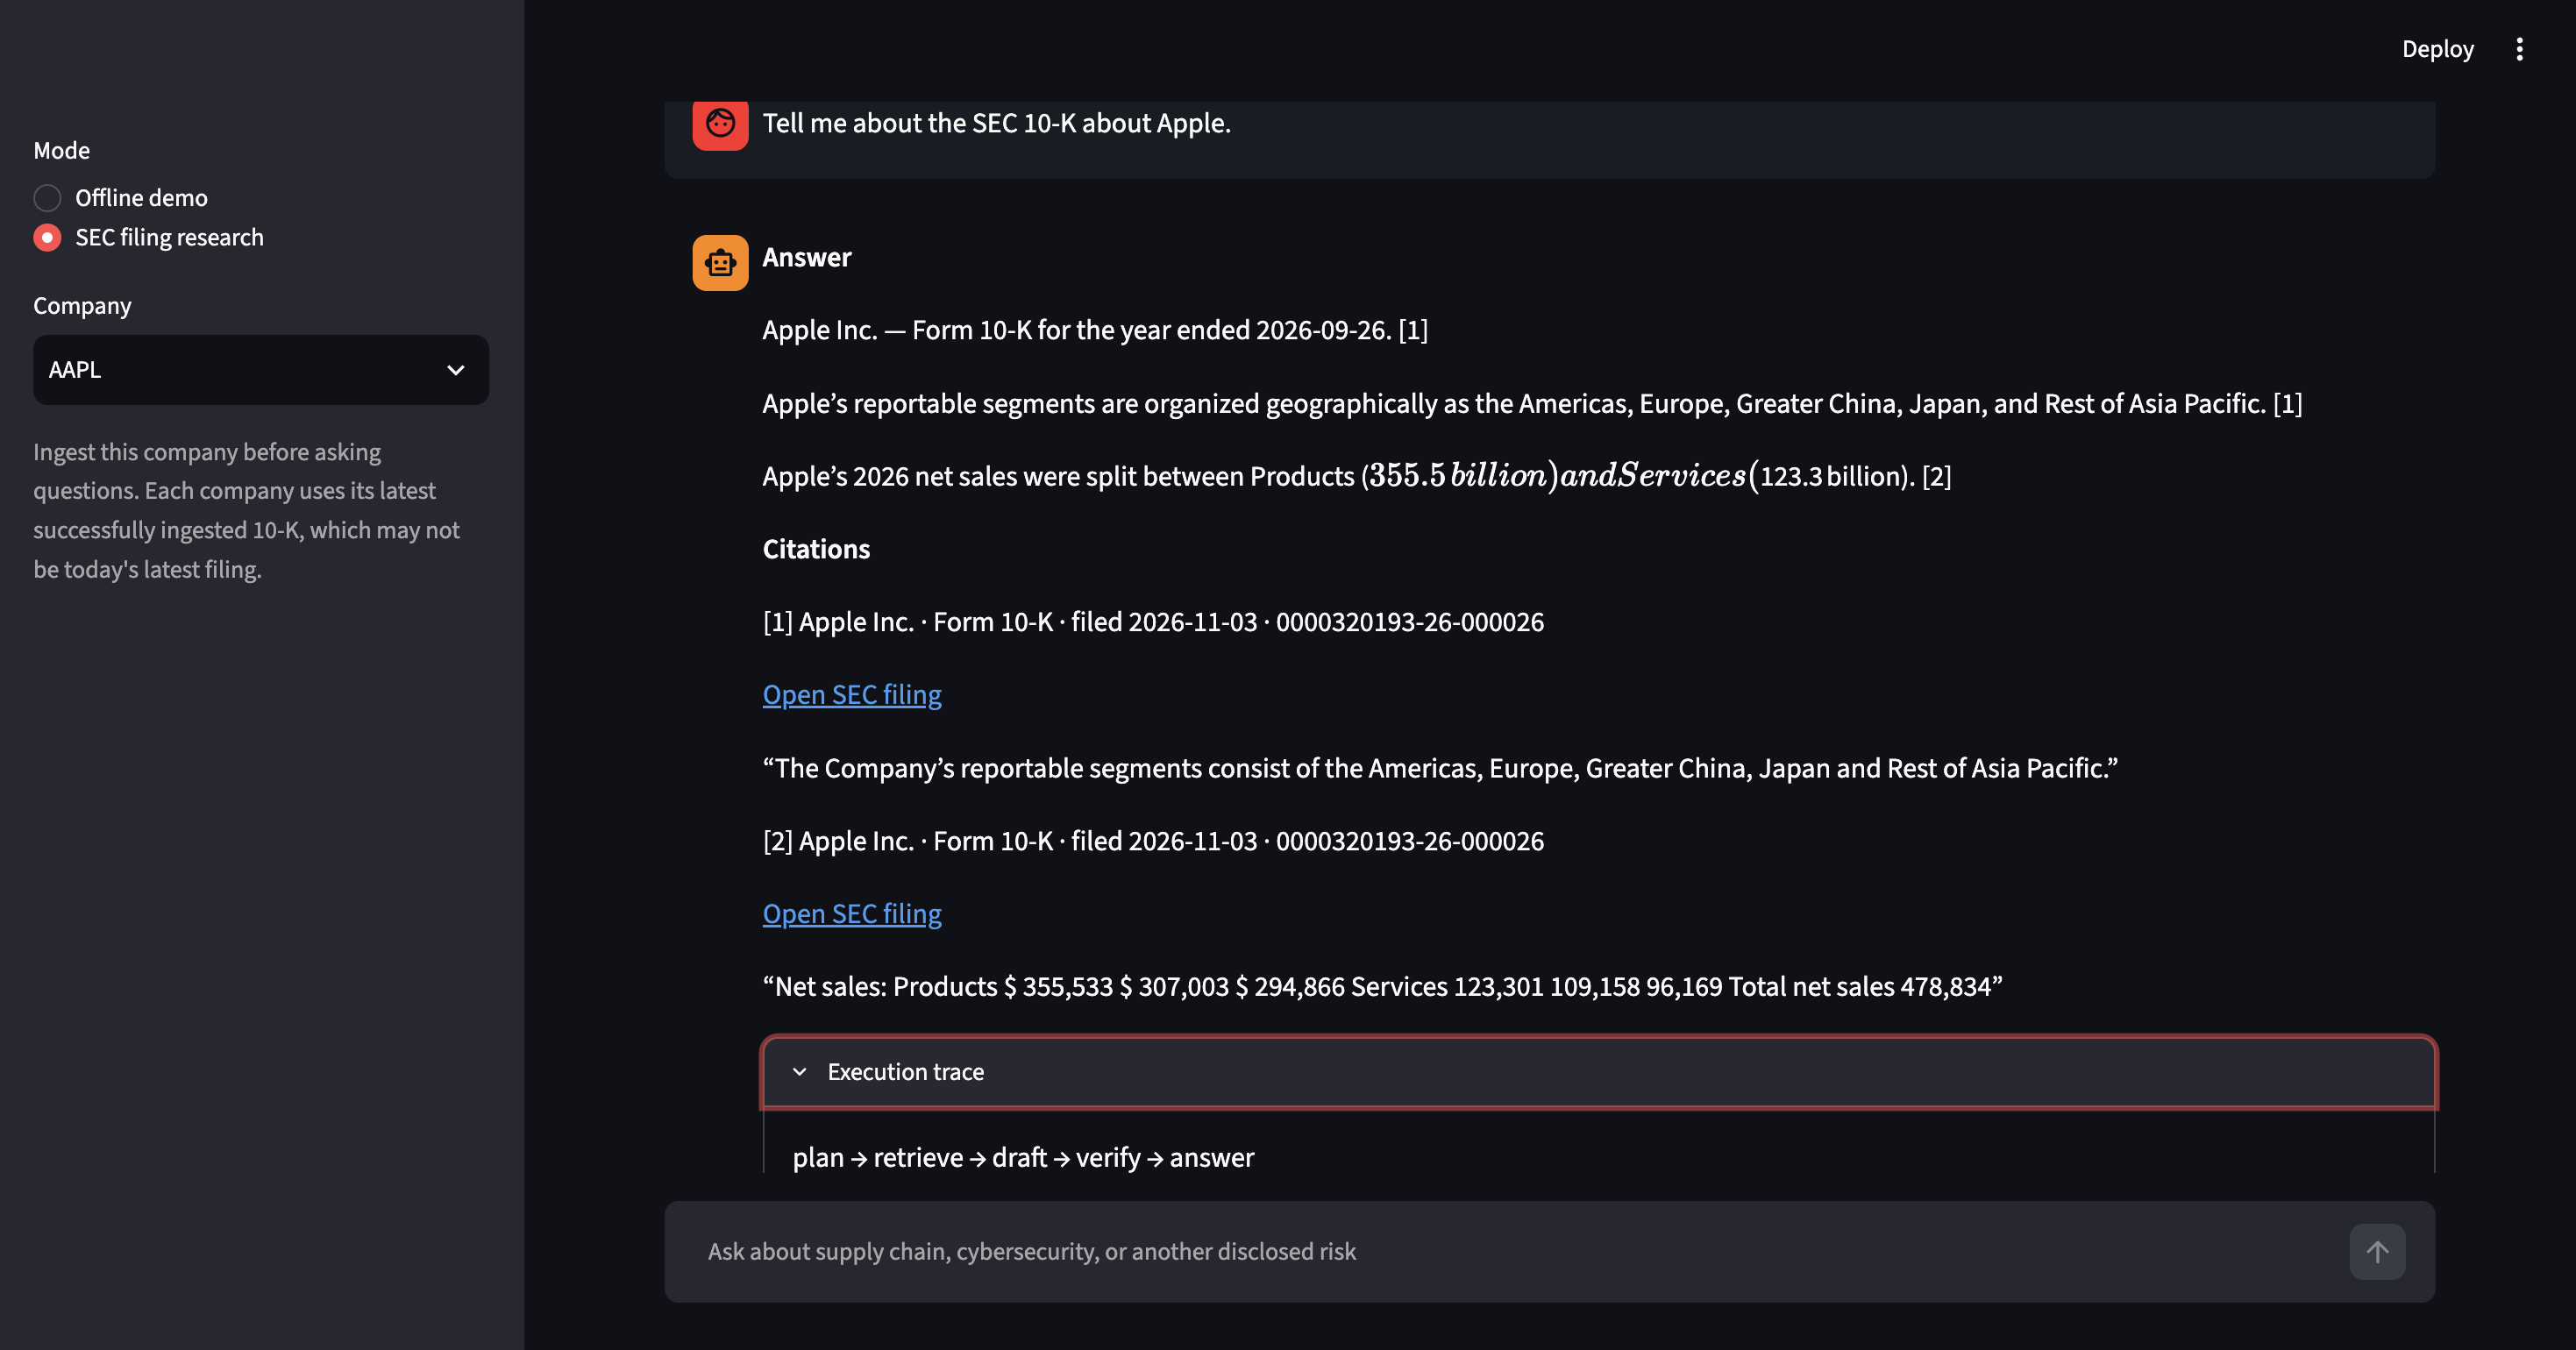 Deploy
Mode
Offline demo
SEC filing research
Company
AAPL
Ingest this company before asking
questions. Each company uses its latest
successfully ingested 10-K, which may not
be today's latest filing.
Tell me about the SEC 10-K about Apple.
Answer
Apple Inc. — Form 10-K for the year ended 2026-09-26. [1]
Apple’s reportable segments are organized geographically as the Americas, Europe, Greater China, Japan, and Rest of Asia Pacific. [1]
Apple’s 2026 net sales were split between Products (355.5billion)andServices(123.3 billion). [2]
Citations
[1] Apple Inc. · Form 10-K · filed 2026-11-03 · 0000320193-26-000026
Open SEC filing
“The Company’s reportable segments consist of the Americas, Europe, Greater China, Japan and Rest of Asia Pacific.”
[2] Apple Inc. · Form 10-K · filed 2026-11-03 · 0000320193-26-000026
Open SEC filing
“Net sales: Products $ 355,533 $ 307,003 $ 294,866 Services 123,301 109,158 96,169 Total net sales 478,834”
Execution trace
plan → retrieve → draft → verify → answer
Ask about supply chain, cybersecurity, or another disclosed risk